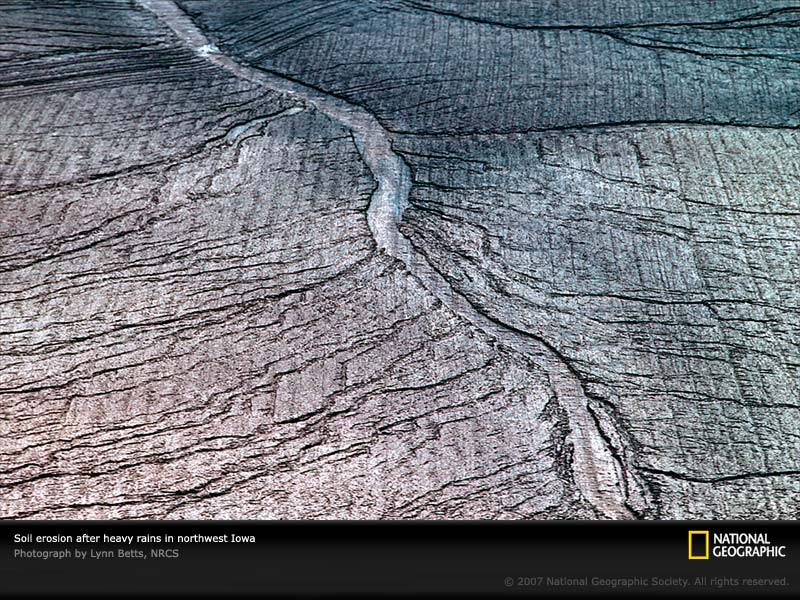 Soil erosion after heavy rains in northwest Iowa
Photograph by Lynn Betts, NRCS
NATIONAL
GEOGRAPHIC
© 2007 National Geographic Society. All rights reserved.